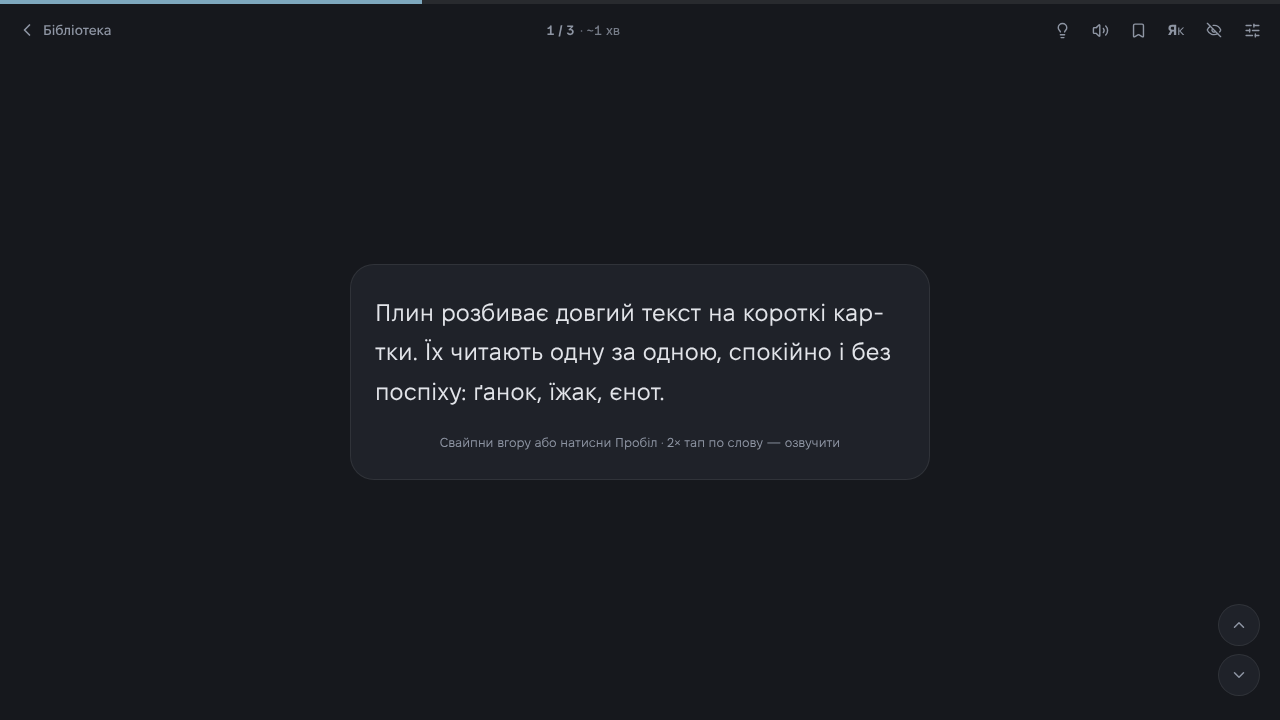 Бібліотека
1 / 3 · ~1 хв
Як
Плин розбиває довгий текст на короткі кар-
тки. Їх читають одну за одною, спокійно і без
поспіху: ґанок, їжак, єнот.
Свайпни вгору або натисни Пробіл · 2× тап по слову — озвучити